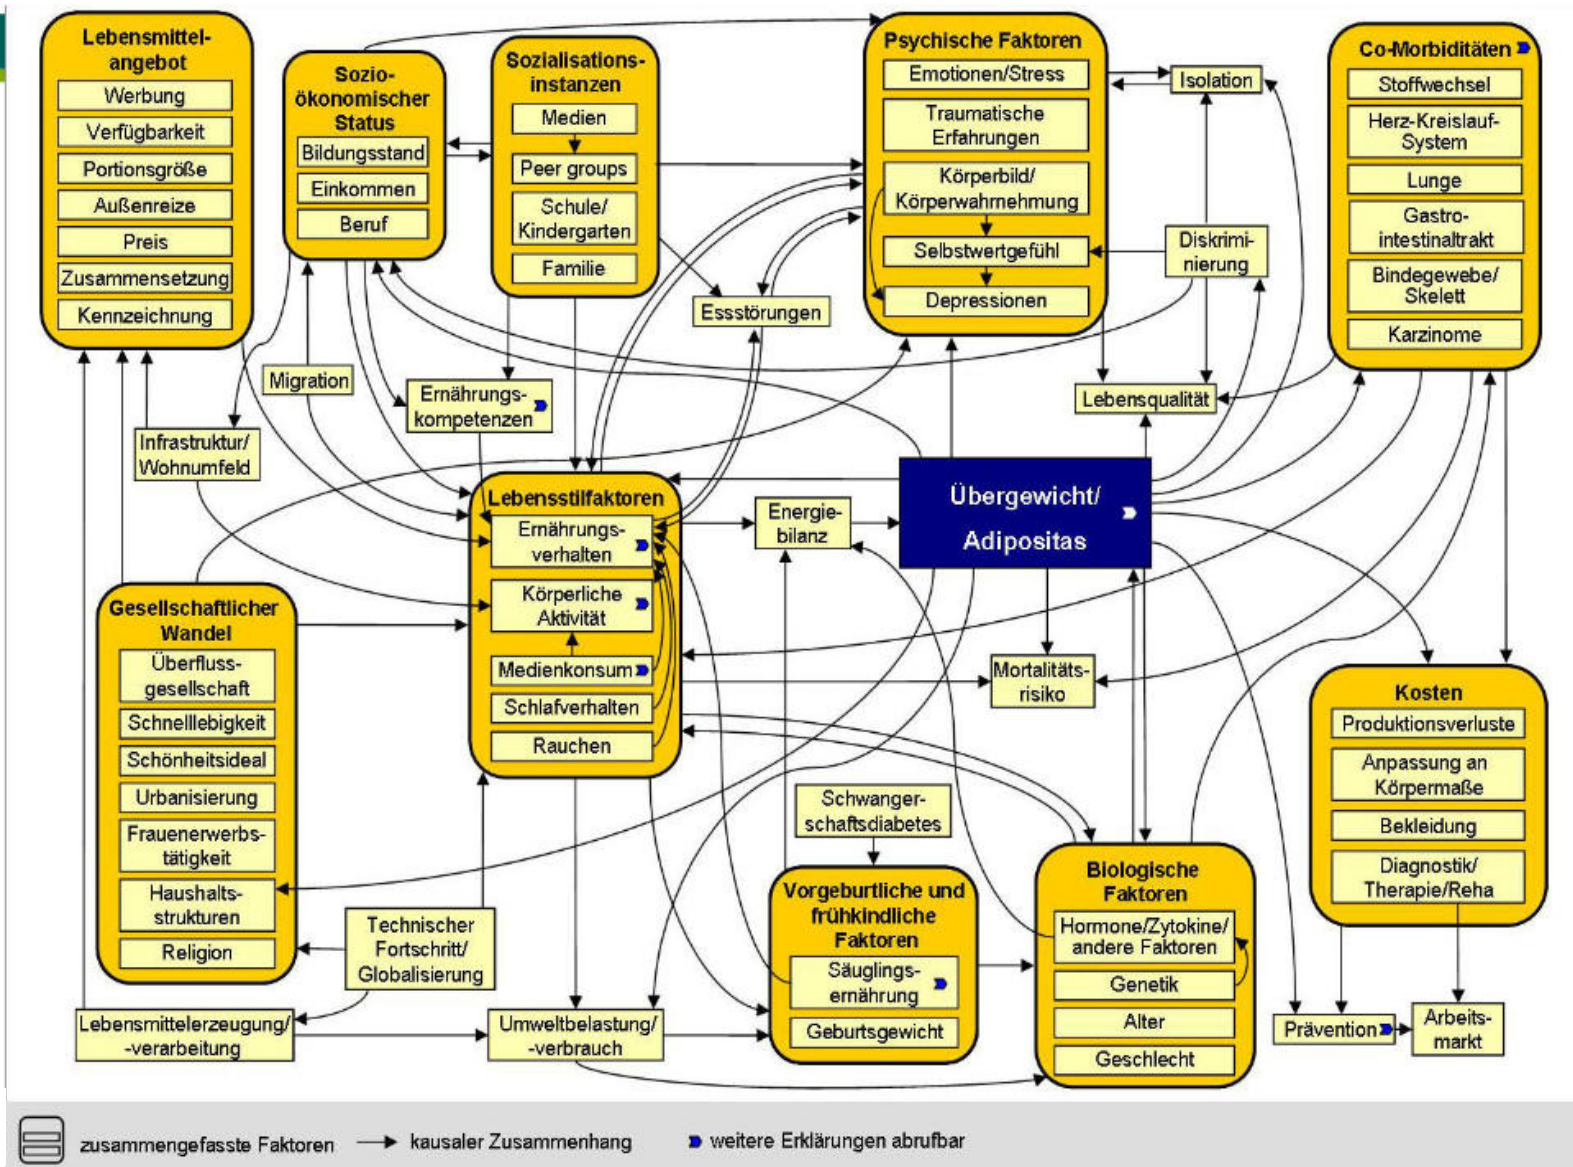 Lebensmittel-
angebot
Werbung
Verfügbarkeit
Portionsgröße
Außenreize
Preis
Zusammensetzung
Kennzeichnung
Sozio-
ökonomischer
Status
Bildungsstand
Einkommen
Beruf
Sozialisations-
instanzen
Medien
Peer groups
Schule/
Kindergarten
Familie
Psychische Faktoren
Emotionen/Stress
Traumatische
Erfahrungen
Körperbild/
Körperwahrnehmung
Selbstwertgefühl
Depressionen
Isolation
Diskrimi-
nierung
Co-Morbiditäten
Stoffwechsel
Herz-Kreislauf-
System
Lunge
Gastro-
intestinaltrakt
Bindegewebe/
Skelett
Karzinome
Essstörungen
Migration
Ernährungs-
kompetenzen
Lebensqualität
Infrastruktur/
Wohnumfeld
Lebensstilfaktoren
Ernährungs-
verhalten
Körperliche
Aktivität
Medienkonsum
Schlafverhalten
Rauchen
Energie-
bilanz
Übergewicht/
Adipositas
Mortalitäts-
risiko
Gesellschaftlicher
Wandel
Überfluss-
gesellschaft
Schnelllebigkeit
Schönheitsideal
Urbanisierung
Frauenerwerbs-
tätigkeit
Haushalts-
strukturen
Religion
Kosten
Produktionsverluste
Anpassung an
Körpermaße
Bekleidung
Diagnostik/
Therapie/Reha
Schwanger-
schaftsdiabetes
Vorgeburtliche und
frühkindliche
Faktoren
Säuglings-
ernährung
Geburtsgewicht
Biologische
Faktoren
Hormone/Zytokine/
andere Faktoren
Genetik
Alter
Geschlecht
Technischer
Fortschritt/
Globalisierung
Lebensmittelerzeugung/
-verarbeitung
Umweltbelastung/
-verbrauch
Prävention
Arbeits-
markt
zusammengefasste Faktoren
kausaler Zusammenhang
weitere Erklärungen abrufbar